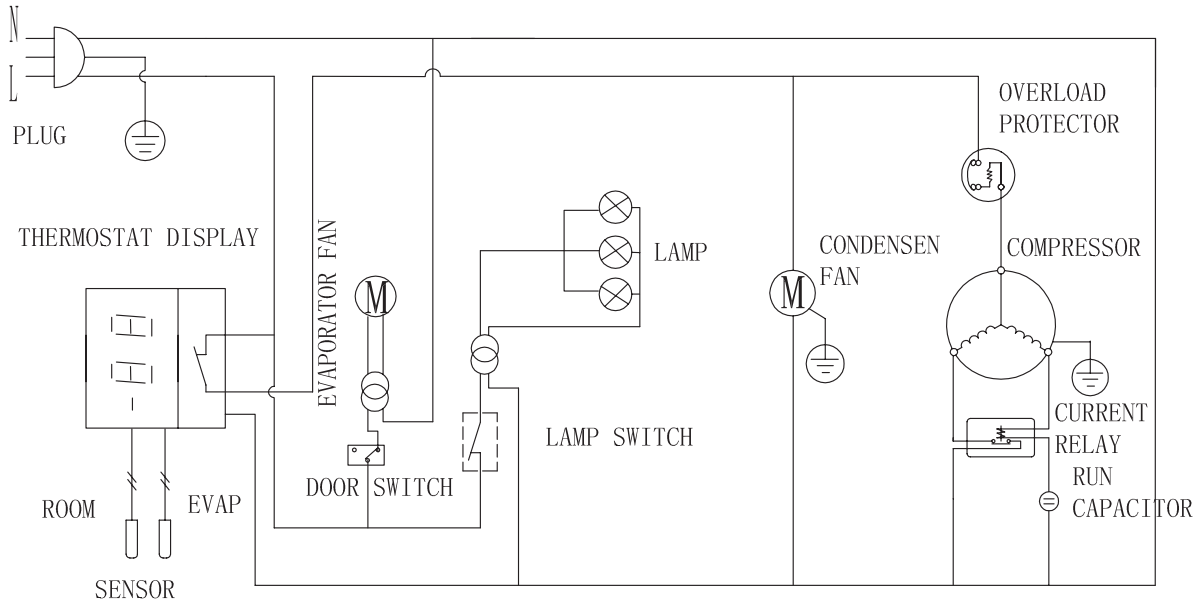 N
L
PLUG
OVERLOAD
PROTECTOR
THERMOSTAT DISPLAY
EVAPORATOR FAN
M
LAMP
CONDENSEN
FAN
M
COMPRESSOR
LAMP SWITCH
DOOR SWITCH
CURRENT
RELAY
RUN
CAPACITOR
ROOM
EVAP
SENSOR